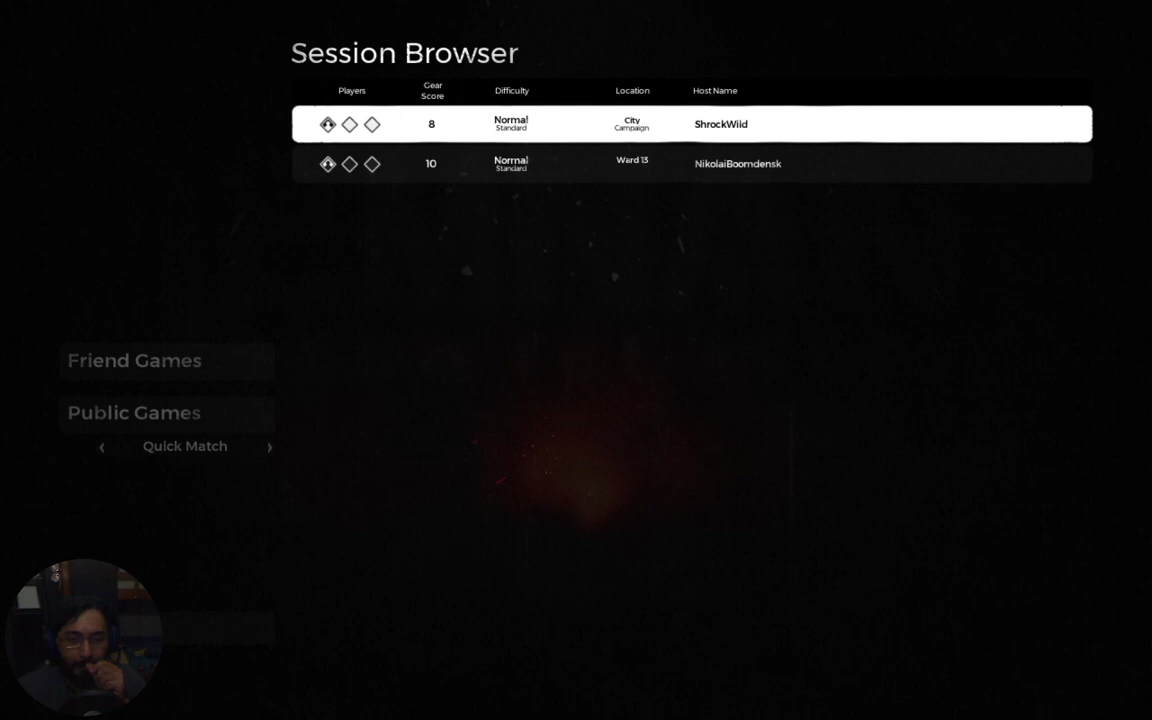 Session Browser
Players Gear Score Difficulty Location Host Name
8 Normal Standard City Campaign ShrockWild
10 Normal Standard Ward 13 NikolaiBoomdensk
Friend Games
Public Games
Quick Match